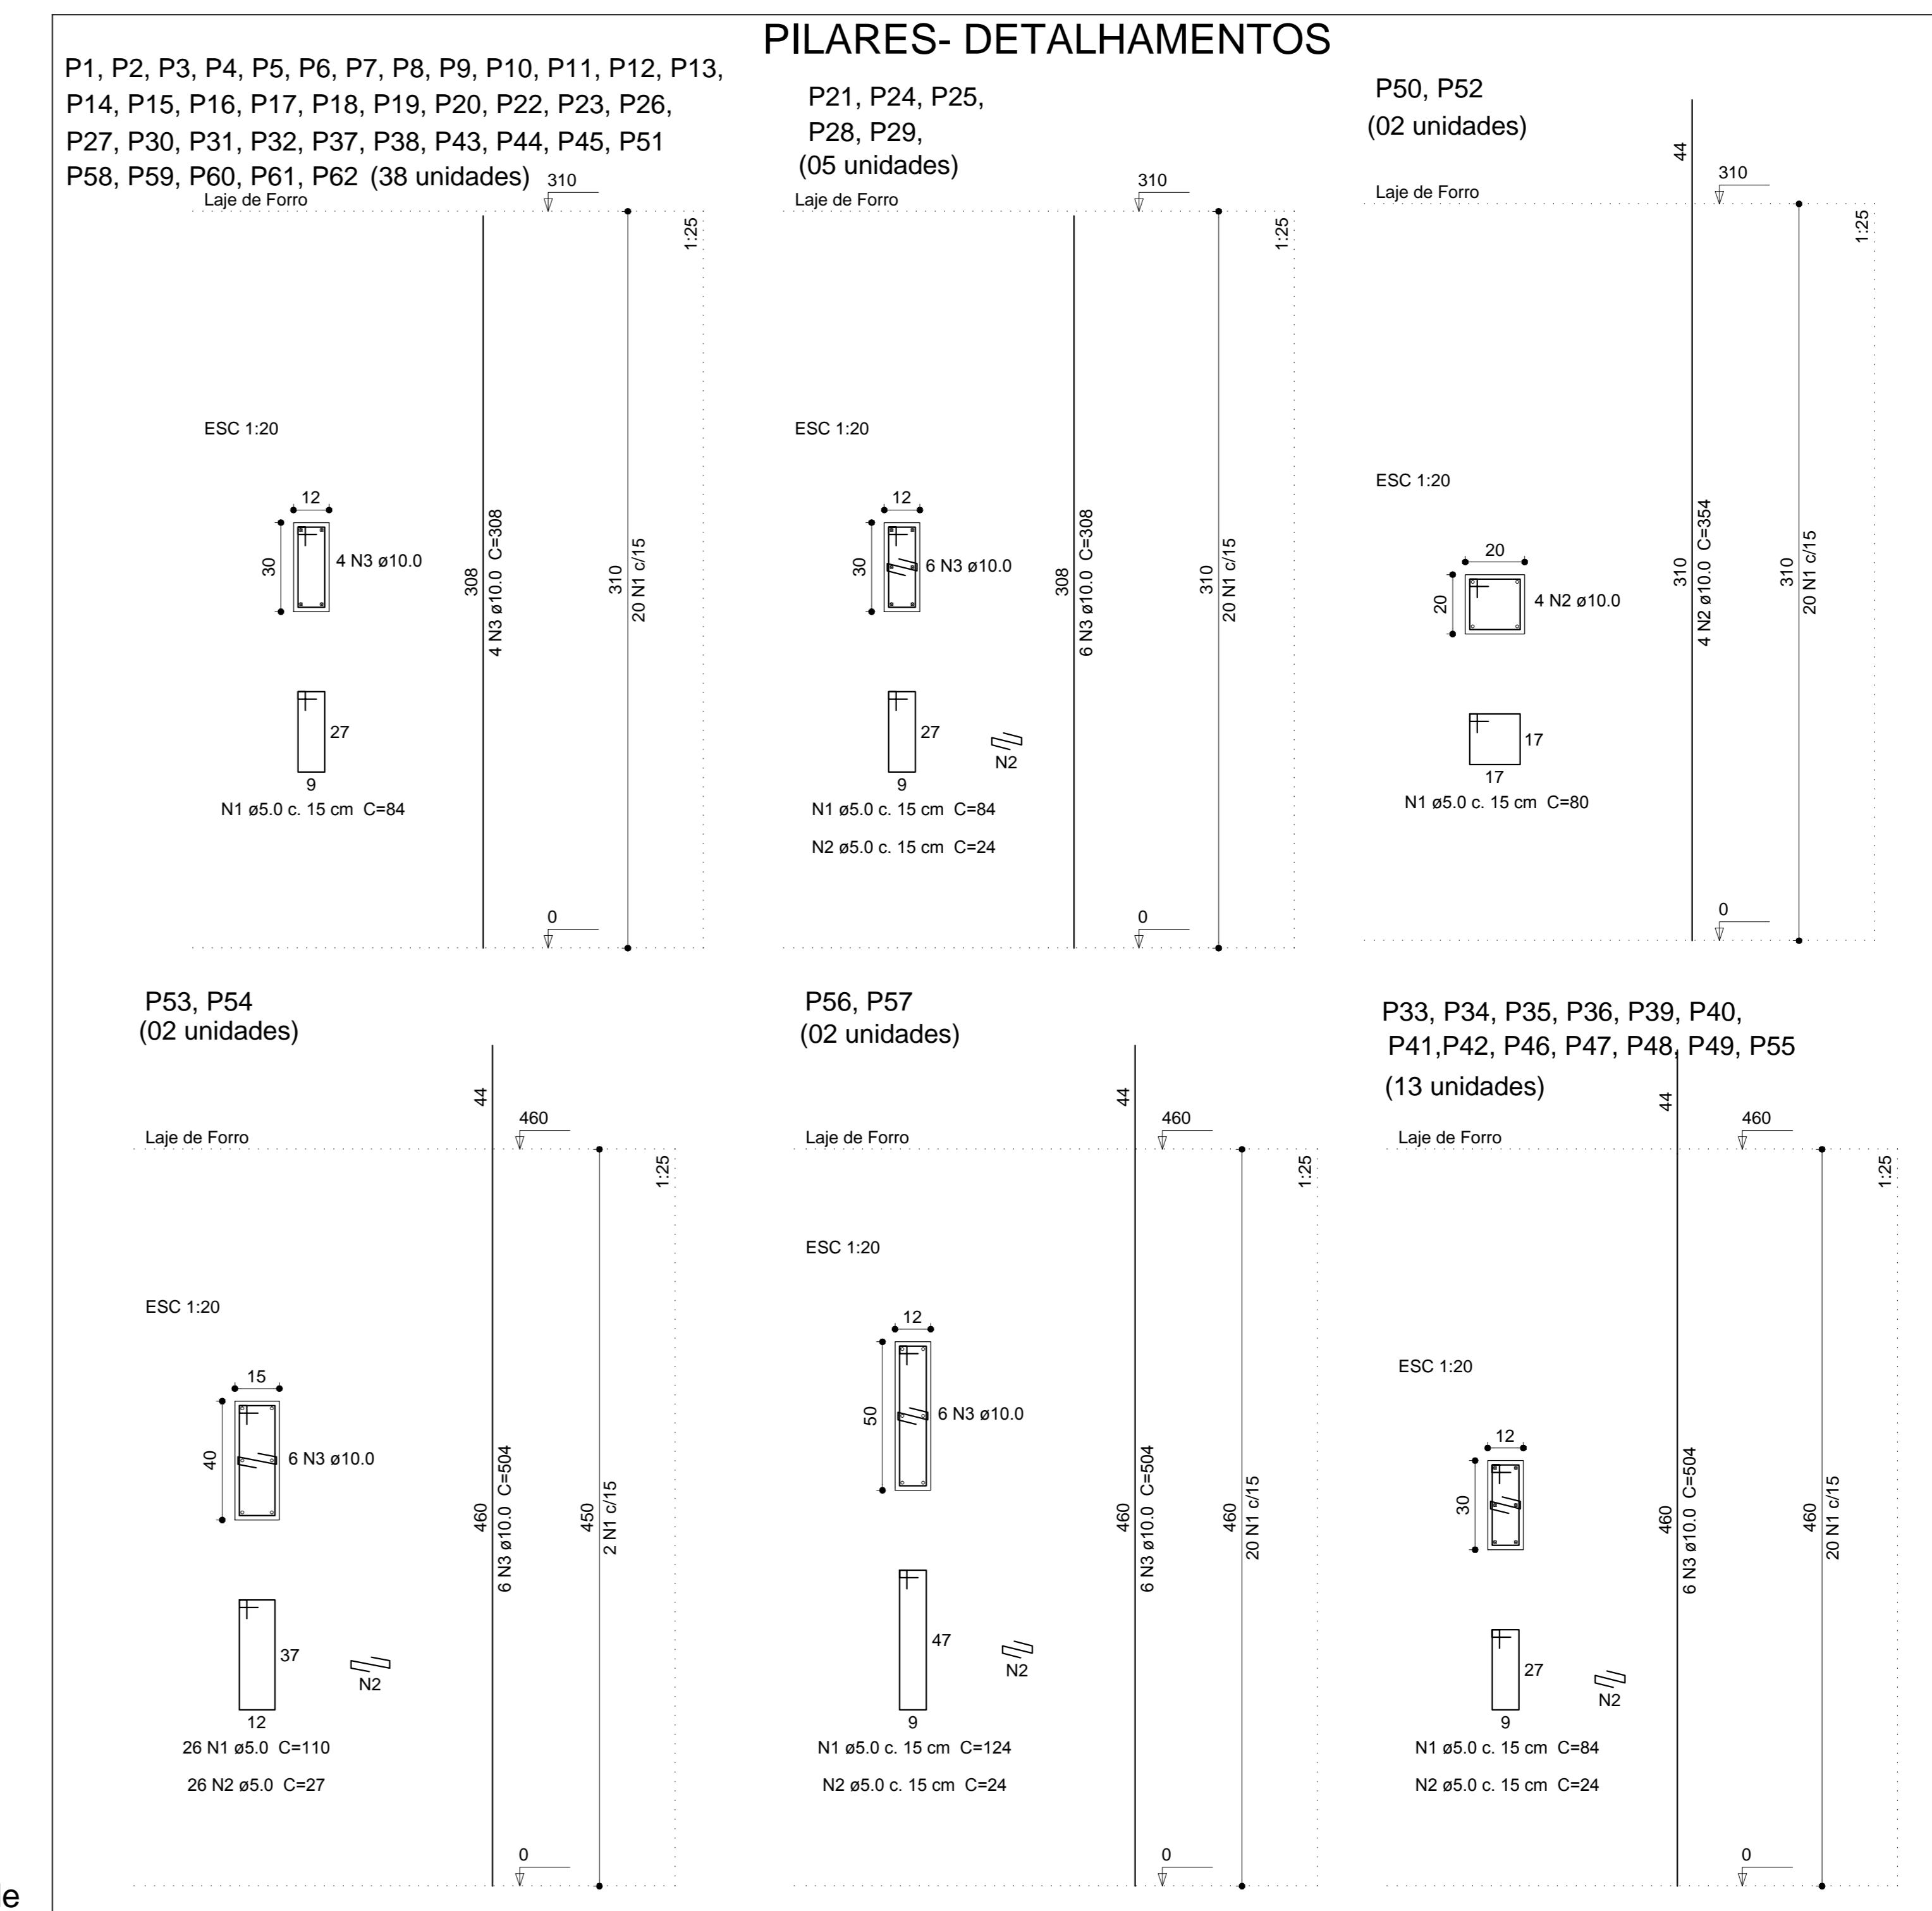 PILARES- DETALHAMENTOS
P1, P2, P3, P4, P5, P6, P7, P8, P9, P10, P11, P12, P13,
P14, P15, P16, P17, P18, P19, P20, P22, P23, P26,
P27, P30, P31, P32, P37, P38, P43, P44, P45, P51
P58, P59, P60, P61, P62 (38 unidades)
310
Laje de Forro
1:25
ESC 1:20
12
30
4 N3 ø10.0
308
4 N3 ø10.0 C=308
310
20 N1 c/15
27
9
N1 ø5.0 c. 15 cm C=84
0
P21, P24, P25,
P28, P29,
(05 unidades)
310
Laje de Forro
1:25
ESC 1:20
12
30
6 N3 ø10.0
308
6 N3 ø10.0 C=308
310
20 N1 c/15
27
9
N2
N1 ø5.0 c. 15 cm C=84
N2 ø5.0 c. 15 cm C=24
0
P50, P52
(02 unidades)
44
310
Laje de Forro
1:25
ESC 1:20
20
20
4 N2 ø10.0
310
4 N2 ø10.0 C=354
310
20 N1 c/15
17
17
N1 ø5.0 c. 15 cm C=80
0
P53, P54
(02 unidades)
44
460
Laje de Forro
1:25
ESC 1:20
15
40
6 N3 ø10.0
460
6 N3 ø10.0 C=504
450
2 N1 c/15
37
12
N2
26 N1 ø5.0 C=110
26 N2 ø5.0 C=27
0
P56, P57
(02 unidades)
44
460
Laje de Forro
1:25
ESC 1:20
12
50
6 N3 ø10.0
460
6 N3 ø10.0 C=504
460
20 N1 c/15
47
9
N2
N1 ø5.0 c. 15 cm C=124
N2 ø5.0 c. 15 cm C=24
0
P33, P34, P35, P36, P39, P40,
P41,P42, P46, P47, P48, P49, P55
(13 unidades)
44
460
Laje de Forro
1:25
ESC 1:20
12
30
460
6 N3 ø10.0 C=504
460
20 N1 c/15
27
9
N2
N1 ø5.0 c. 15 cm C=84
N2 ø5.0 c. 15 cm C=24
0